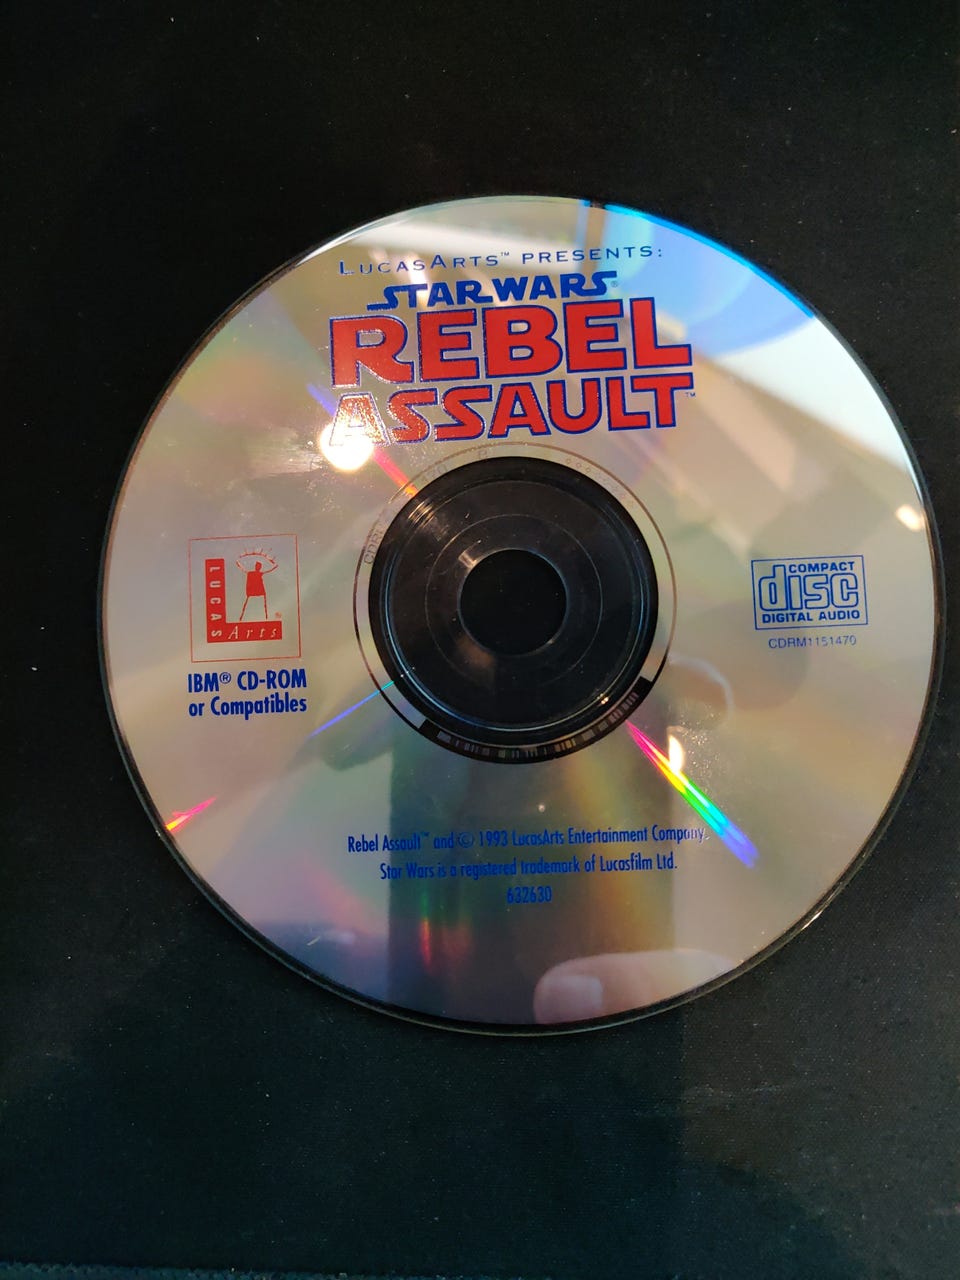 LUCASARTS™ PRESENTS:
STAR WARS®
REBEL
ASSAULT™
LUCAS
Arts®
IBM® CD-ROM
or Compatibles
COMPACT
disc
DIGITAL AUDIO
CDRM1151470
Rebel Assault™ and © 1993 LucasArts Entertainment Company.
Star Wars is a registered trademark of Lucasfilm Ltd.
632630